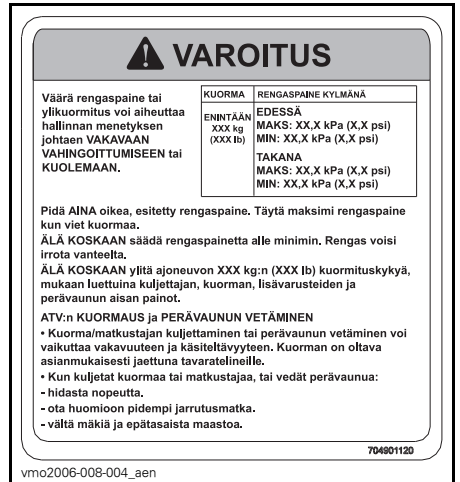 VAROITUS
Väärä rengaspaine tai
ylikuormitus voi aiheuttaa
hallinnan menetyksen
johtaen VAKAVAAN
VAHINGOITTUMISEEN tai
KUOLEMAAN.
KUORMA RENGASPAINE KYLMÄNÄ
ENINTÄÄN
XXX kg
(XXX lb)
EDESSÄ
MAKS: XX,X kPa (X,X psi)
MIN: XX,X kPa (X,X psi)
TAKANA
MAKS: XX,X kPa (X,X psi)
MIN: XX,X kPa (X,X psi)
Pidä AINA oikea, esitetty rengaspaine. Täytä maksimi rengaspaine
kun viet kuormaa.
ÄLÄ KOSKAAN säädä rengaspainetta alle minimin. Rengas voisi
irrota vanteelta.
ÄLÄ KOSKAAN ylitä ajoneuvon XXX kg:n (XXX lb) kuormituskykyä,
mukaan luettuina kuljettajan, kuorman, lisävarusteiden ja
perävaunun aisan painot.
ATV:n KUORMAUS ja PERÄVAUNUN VETÄMINEN
• Kuorma/matkustajan kuljettaminen tai perävaunun vetäminen voi
vaikuttaa vakavuuteen ja käsiteltävyyteen. Kuorman on oltava
asianmukaisesti jaettuna tavaratelineille.
• Kun kuljetat kuormaa tai matkustajaa, tai vedät perävaunua:
- hidasta nopeutta.
- ota huomioon pidempi jarrutusmatka.
- vältä mäkiä ja epätasaista maastoa.
704901120
vmo2006-008-004_aen